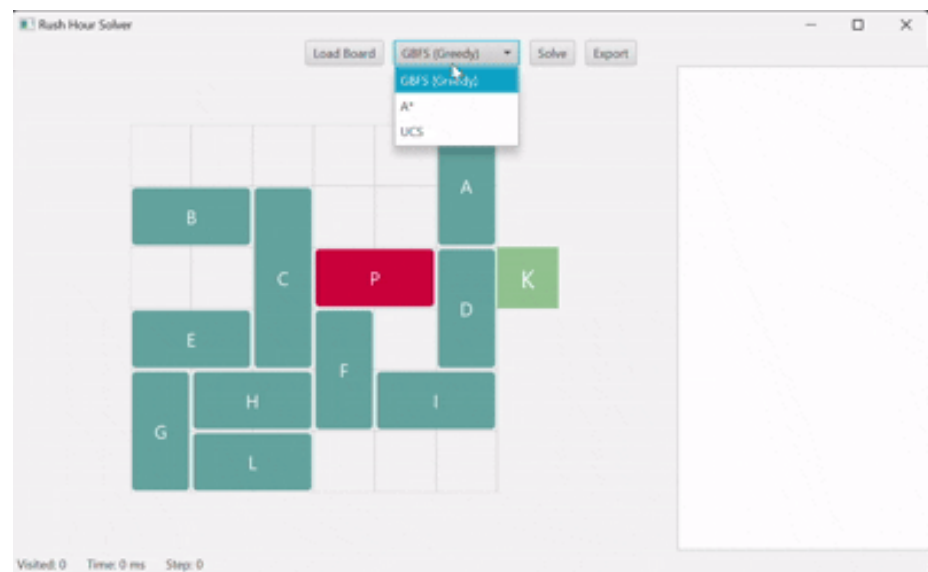 Rush Hour Solver
Load Board
GBFS (Greedy)
Solve
Export
GBFS (Greedy)
A*
UCS
A
B
C
P
K
D
E
F
H
I
G
L
Visited: 0 Time: 0 ms Step: 0